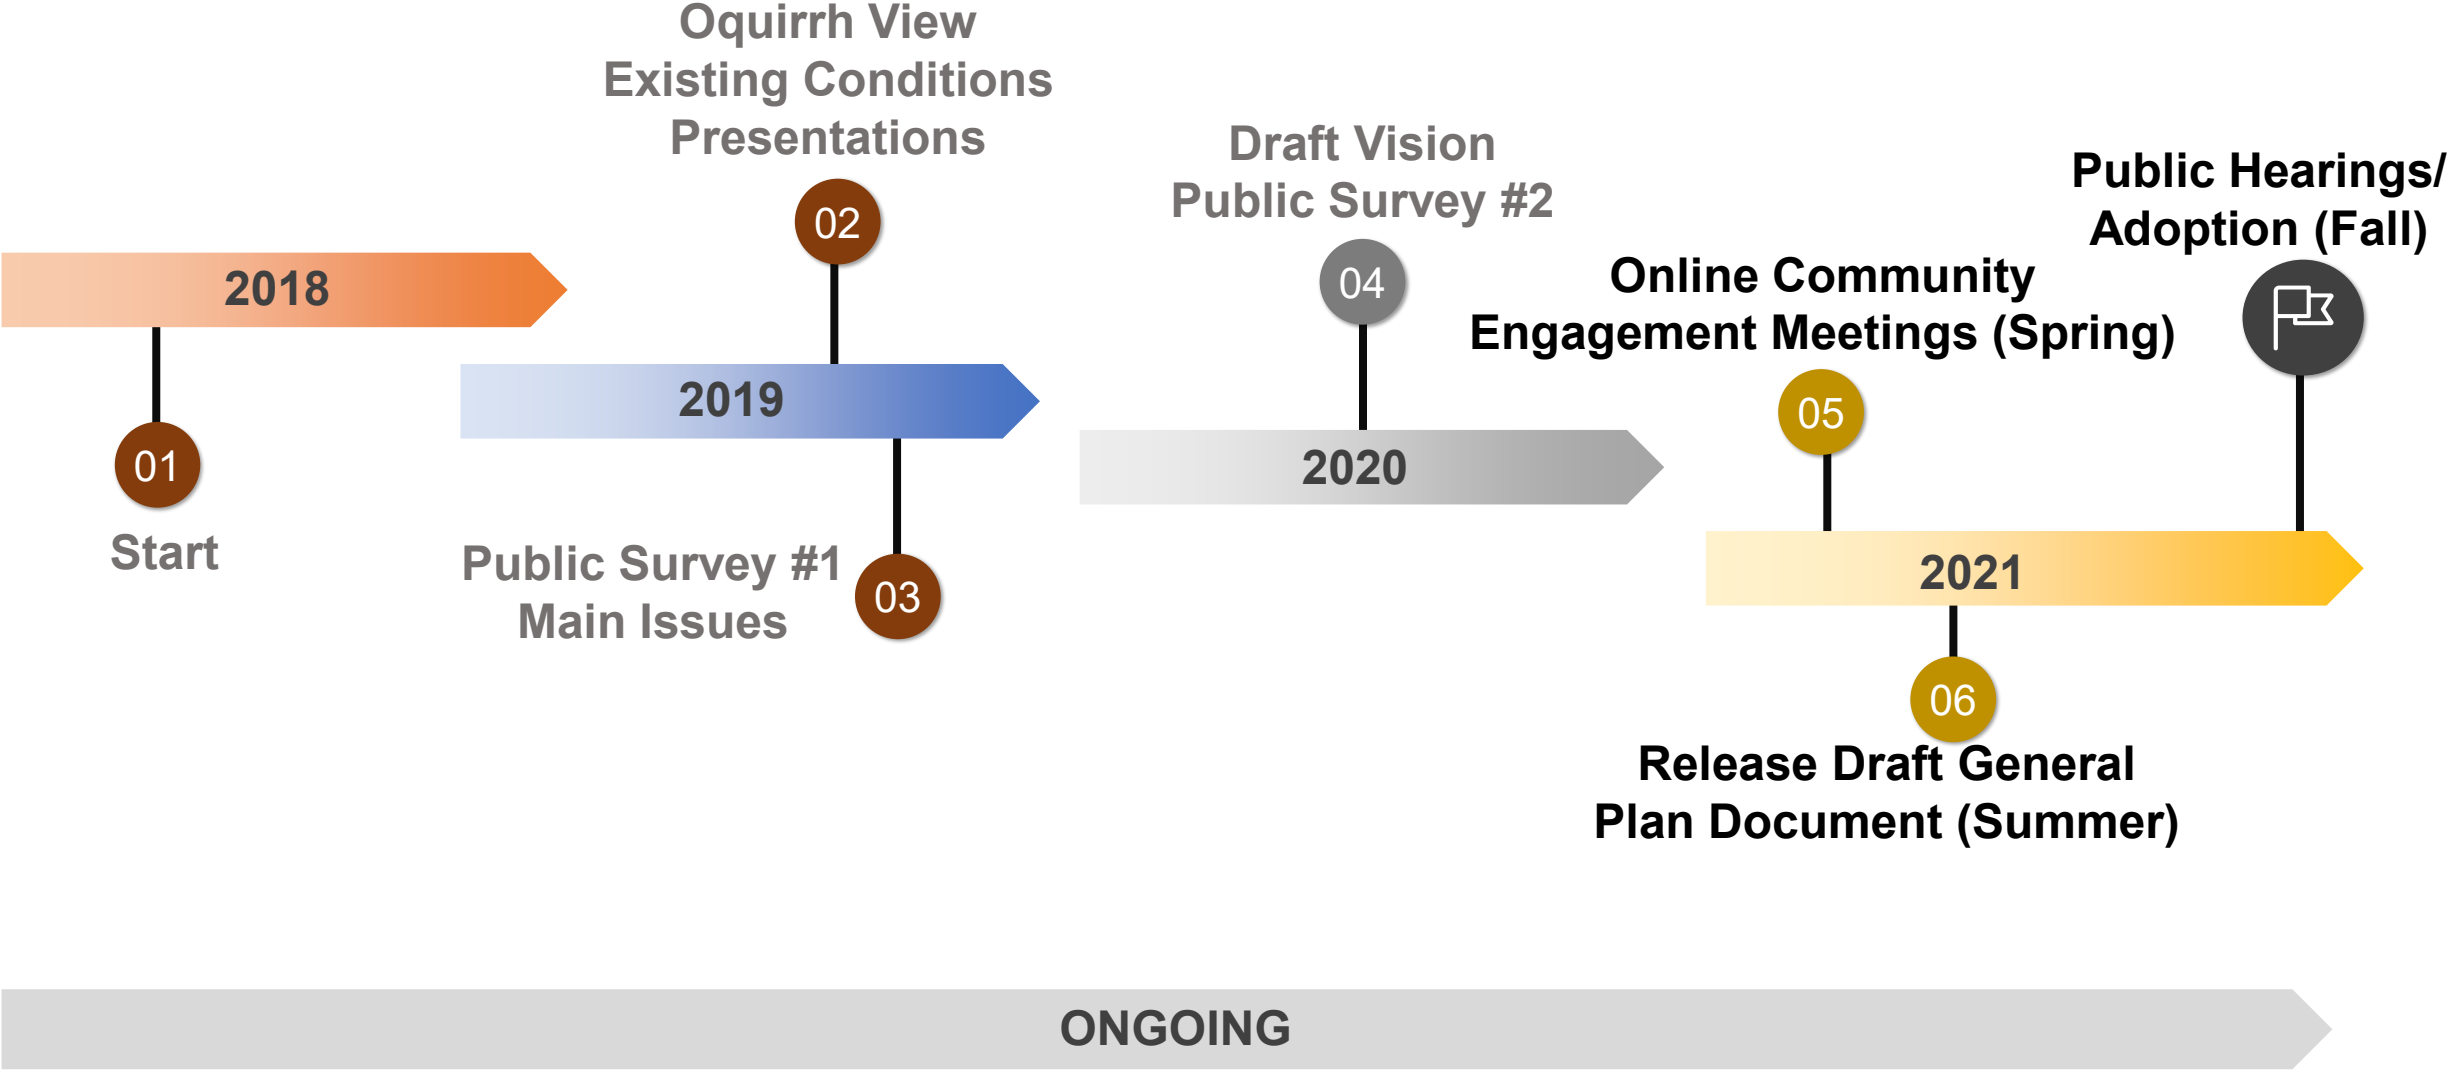 Oquirrh View
Existing Conditions
Presentations
02
2018
01
Start
2019
Public Survey #1
Main Issues
03
Draft Vision
Public Survey #2
04
2020
Online Community
Engagement Meetings (Spring)
05
Public Hearings/
Adoption (Fall)
2021
06
Release Draft General
Plan Document (Summer)
ONGOING